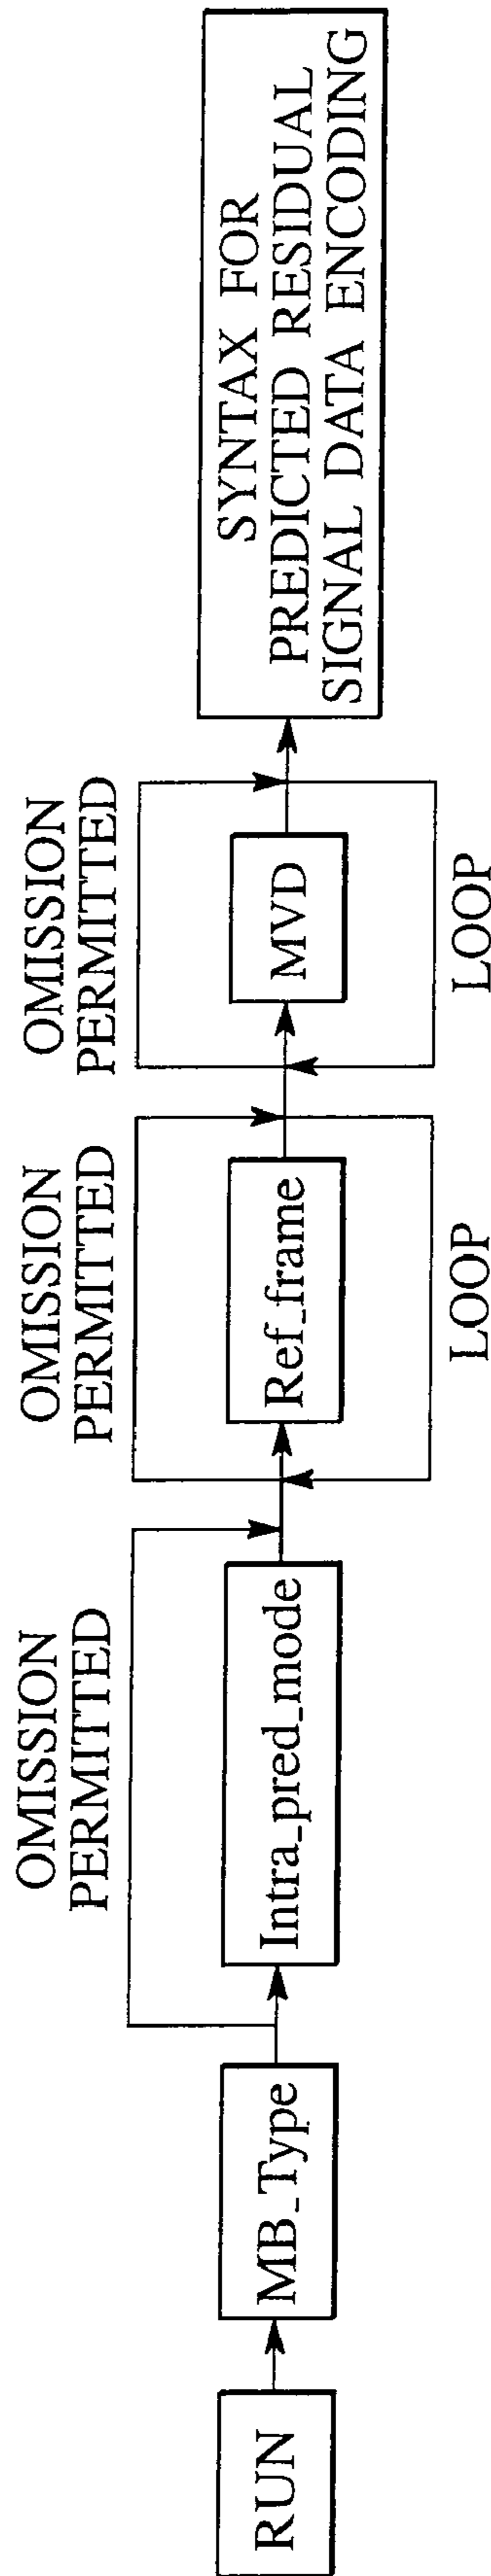 RUN
MB_Type
OMISSION
PERMITTED
Intra_pred_mode
OMISSION
PERMITTED
Ref_frame
LOOP
OMISSION
PERMITTED
MVD
LOOP
SYNTAX FOR
PREDICTED RESIDUAL
SIGNAL DATA ENCODING